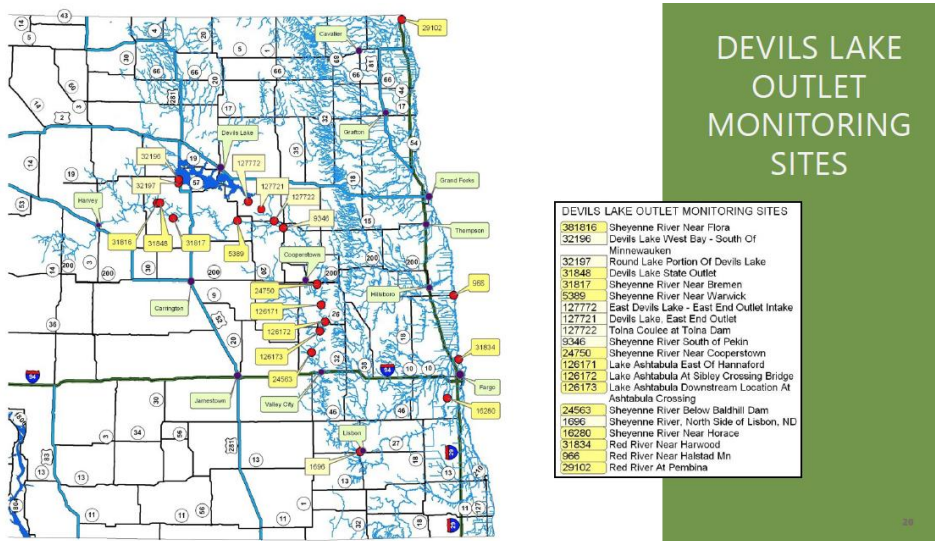 DEVILS LAKE
OUTLET
MONITORING
SITES
DEVILS LAKE OUTLET MONITORING SITES
381816 Sheyenne River Near Flora
32196 Devils Lake West Bay - South Of
Minnewauken
32197 Round Lake Portion Of Devils Lake
31848 Devils Lake State Outlet
31817 Sheyenne River Near Bremen
5389 Sheyenne River Near Warwick
127772 East Devils Lake - East End Outlet Intake
127721 Devils Lake, East End Outlet
127722 Tolna Coulee at Tolna Dam
9346 Sheyenne River South of Pekin
24750 Sheyenne River Near Cooperstown
126171 Lake Ashtabula East Of Hannaford
126172 Lake Ashtabula At Sibley Crossing Bridge
126173 Lake Ashtabula Downstream Location At
Ashtabula Crossing
24563 Sheyenne River Below Baldhill Dam
1696 Sheyenne River, North Side of Lisbon, ND
16280 Sheyenne River Near Horace
31834 Red River Near Harwood
966 Red River Near Halstad Mn
29102 Red River At Pembina
29102
Cavalier
Grafton
Devils Lake
32196
127772
32197
127721
Grand Forks
Harvey
127722
9346
Thompson
31816
31848
31817
5389
Cooperstown
24750
Hillsboro
966
Carrington
126171
126172
126173
31834
24563
Fargo
Jamestown
Valley City
16280
Lisbon
1696
28